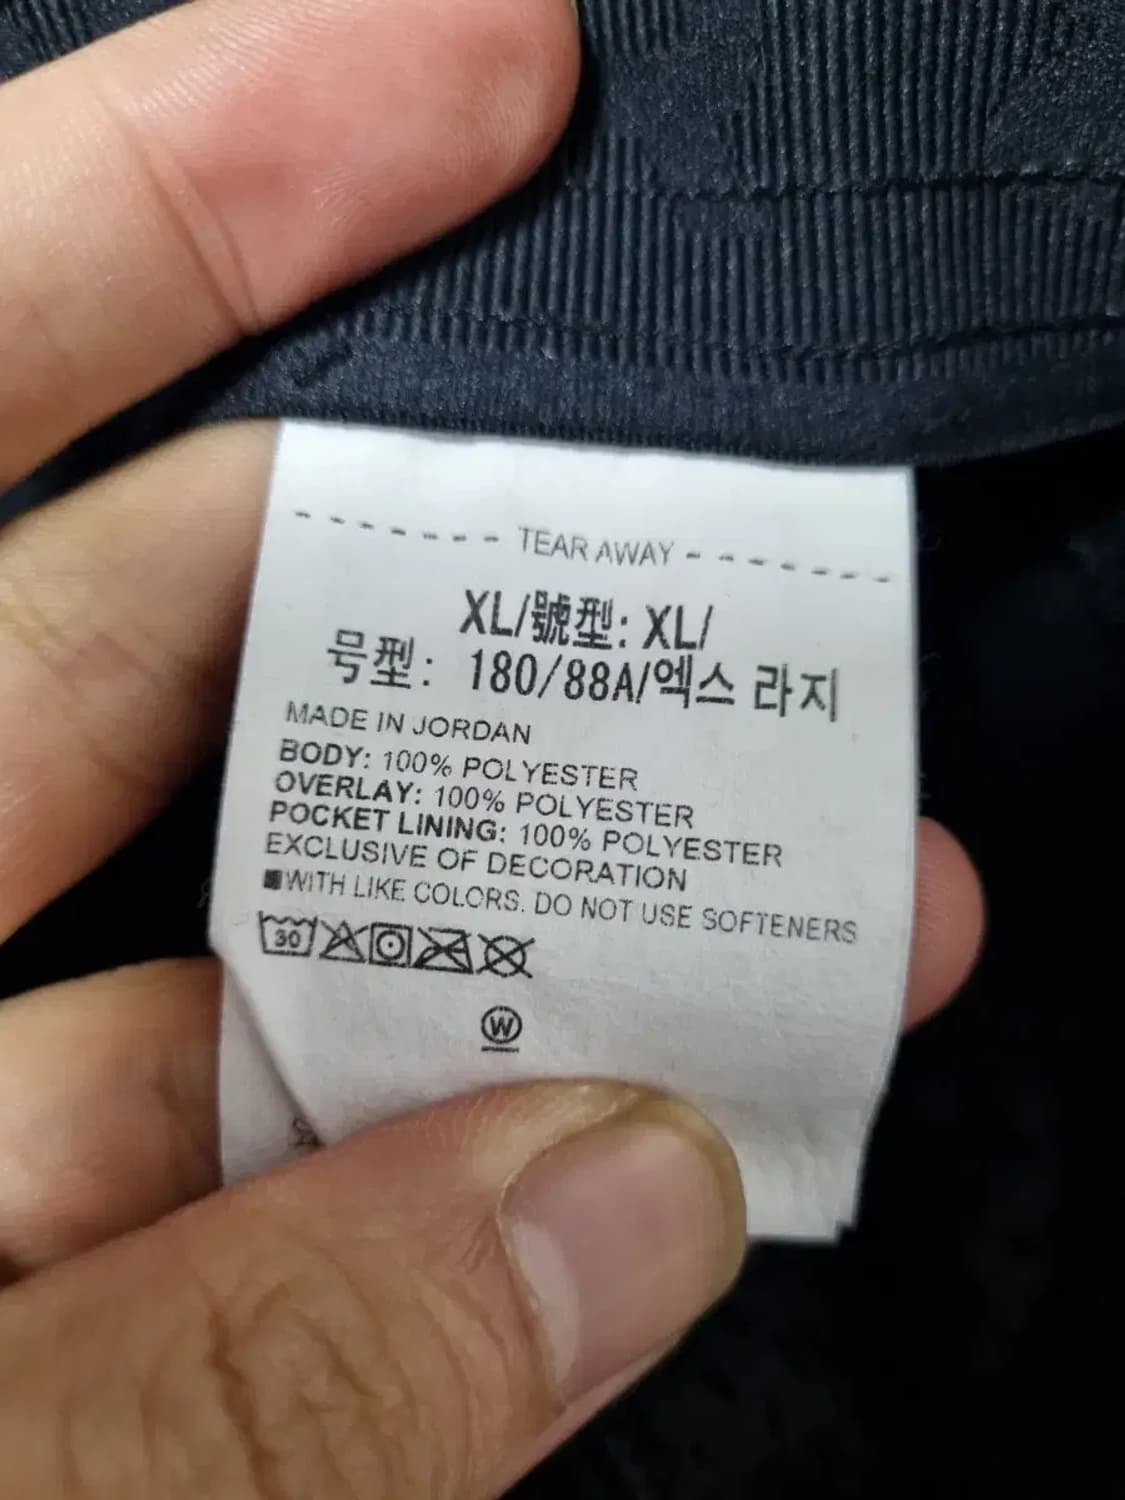 TEAR AWAY
XL/號型: XL/
号型: 180/88A/엑스 라지
MADE IN JORDAN
BODY: 100% POLYESTER
OVERLAY: 100% POLYESTER
POCKET LINING: 100% POLYESTER
EXCLUSIVE OF DECORATION
WITH LIKE COLORS. DO NOT USE SOFTENERS
30
W